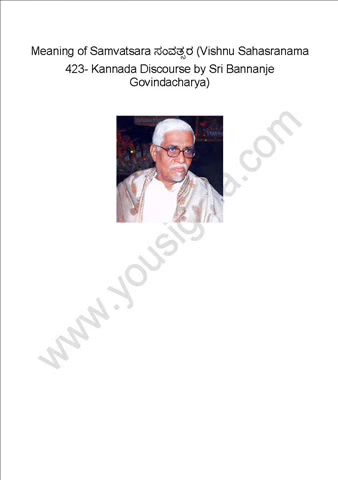 Meaning of Samvatsara ಸಂವತ್ಸರ (Vishnu Sahasranama
423- Kannada Discourse by Sri Bannanje
Govindacharya)
www.yousigma.com